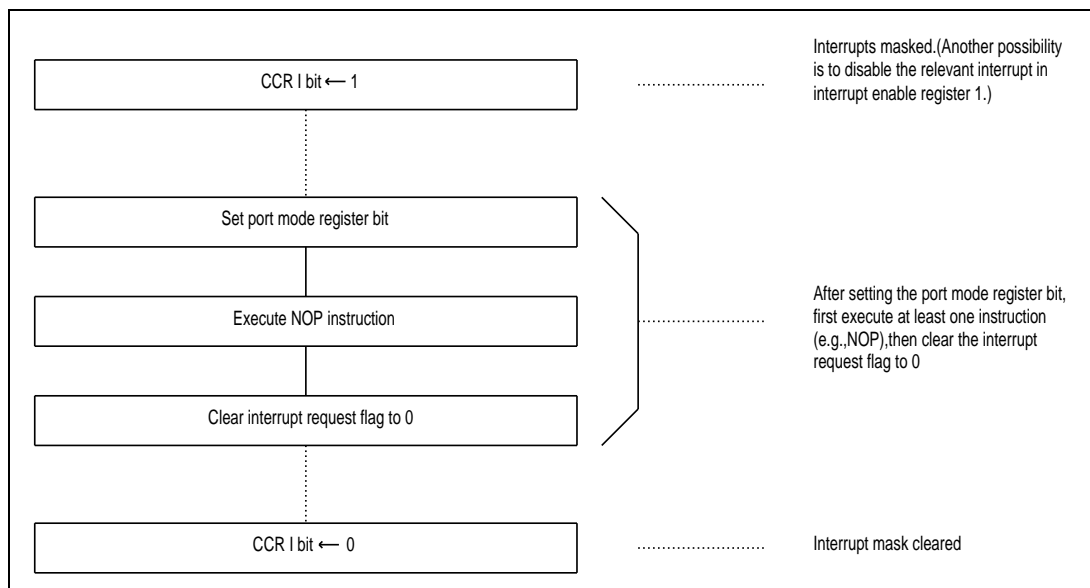 CCR I bit ← 1
Interrupts masked.(Another possibility
is to disable the relevant interrupt in
interrupt enable register 1.)
Set port mode register bit
Execute NOP instruction
Clear interrupt request flag to 0
After setting the port mode register bit,
first execute at least one instruction
(e.g.,NOP),then clear the interrupt
request flag to 0
CCR I bit ← 0
Interrupt mask cleared